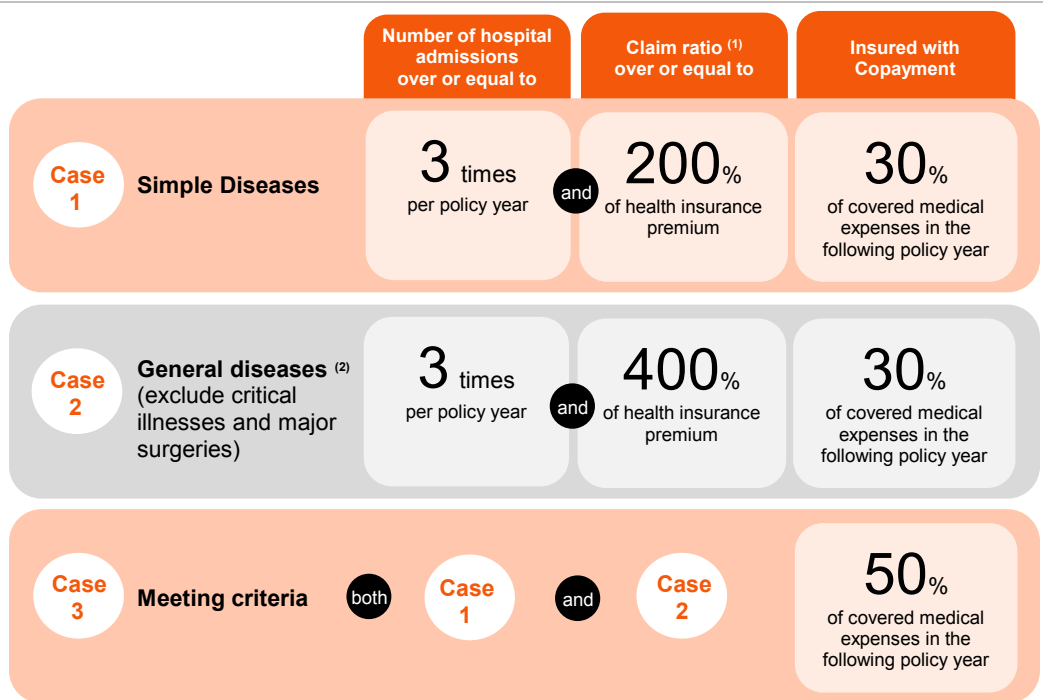 Number of hospital
admissions
over or equal to
Claim ratio (1)
over or equal to
Insured with
Copayment
Case
1
Simple Diseases
3 times
per policy year
and
200%
of health insurance
premium
30%
of covered medical
expenses in the
following policy year
Case
2
General diseases (2)
(exclude critical
illnesses and major
surgeries)
3 times
per policy year
and
400%
of health insurance
premium
30%
of covered medical
expenses in the
following policy year
Case
3
Meeting criteria
both
Case
1
and
Case
2
50%
of covered medical
expenses in the
following policy year